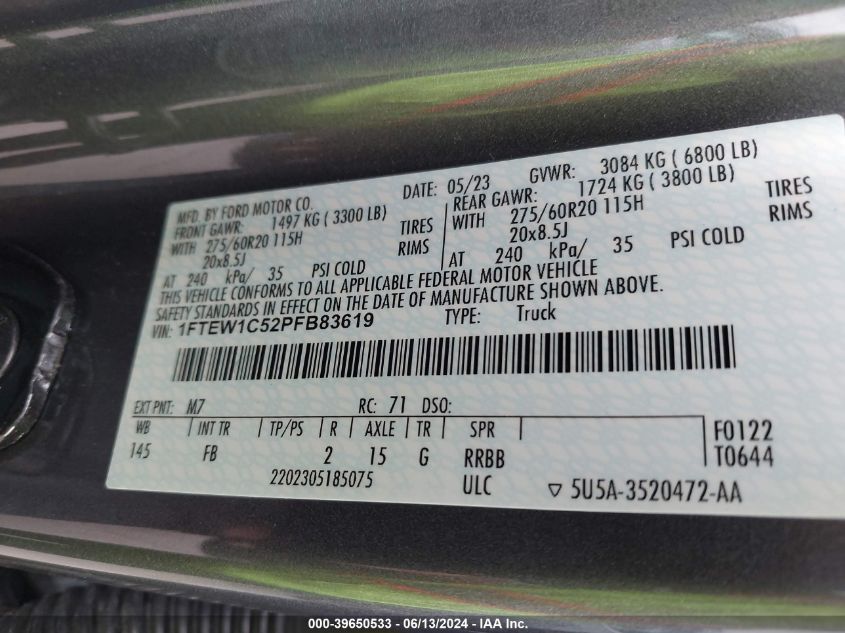 MFD. BY FORD MOTOR CO.
DATE: 05/23 GVWR: 3084 KG ( 6800 LB)
FRONT GAWR: 1497 KG ( 3300 LB)
WITH 275/60R20 115H TIRES
20x8.5J RIMS
AT 240 kPa/ 35 PSI COLD
REAR GAWR: 1724 KG ( 3800 LB)
WITH 275/60R20 115H TIRES
20x8.5J RIMS
AT 240 kPa/ 35 PSI COLD
THIS VEHICLE CONFORMS TO ALL APPLICABLE FEDERAL MOTOR VEHICLE
SAFETY STANDARDS IN EFFECT ON THE DATE OF MANUFACTURE SHOWN ABOVE.
VIN: 1FTEW1C52PFB83619 TYPE: Truck
EXT PNT: M7 RC: 71 DSO:
WB INT TR TP/PS R AXLE TR SPR F0122
145 FB 2 15 G RRBB T0644
2202305185075 ULC ▽ 5U5A-3520472-AA
000-39650533 - 06/13/2024 - IAA Inc.